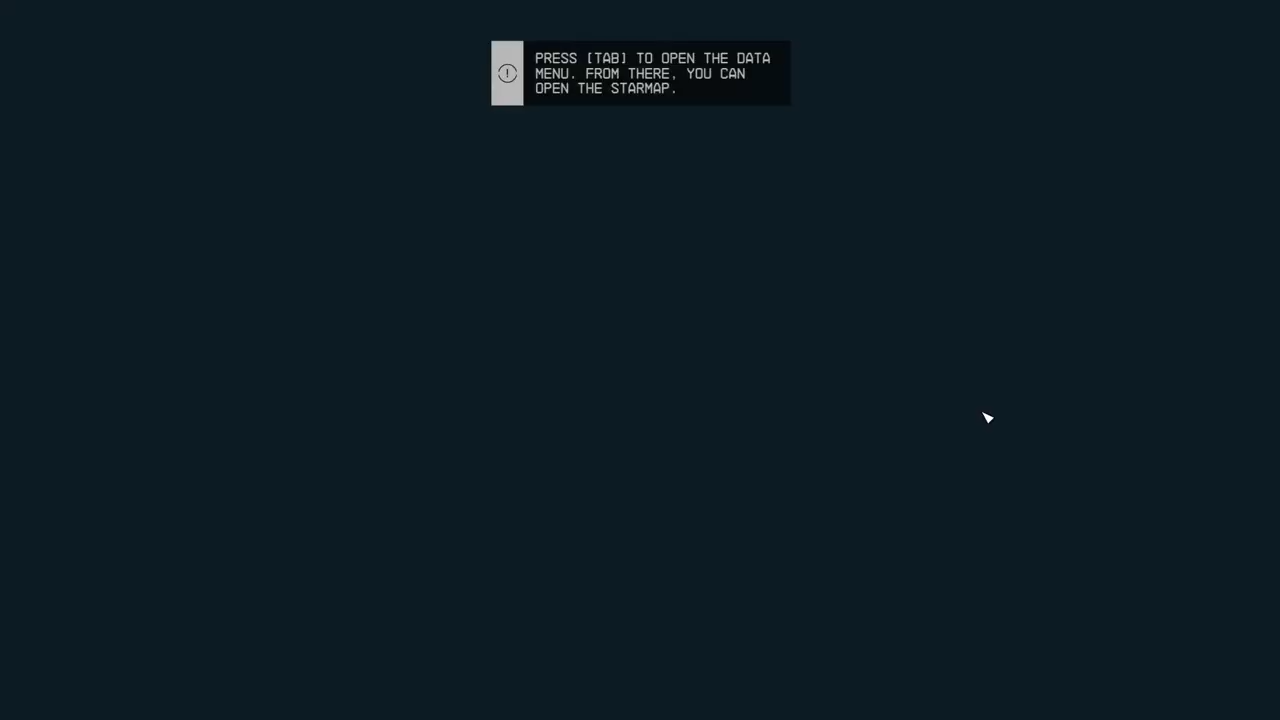 PRESS [TAB] TO OPEN THE DATA
MENU. FROM THERE, YOU CAN
OPEN THE STARMAP.